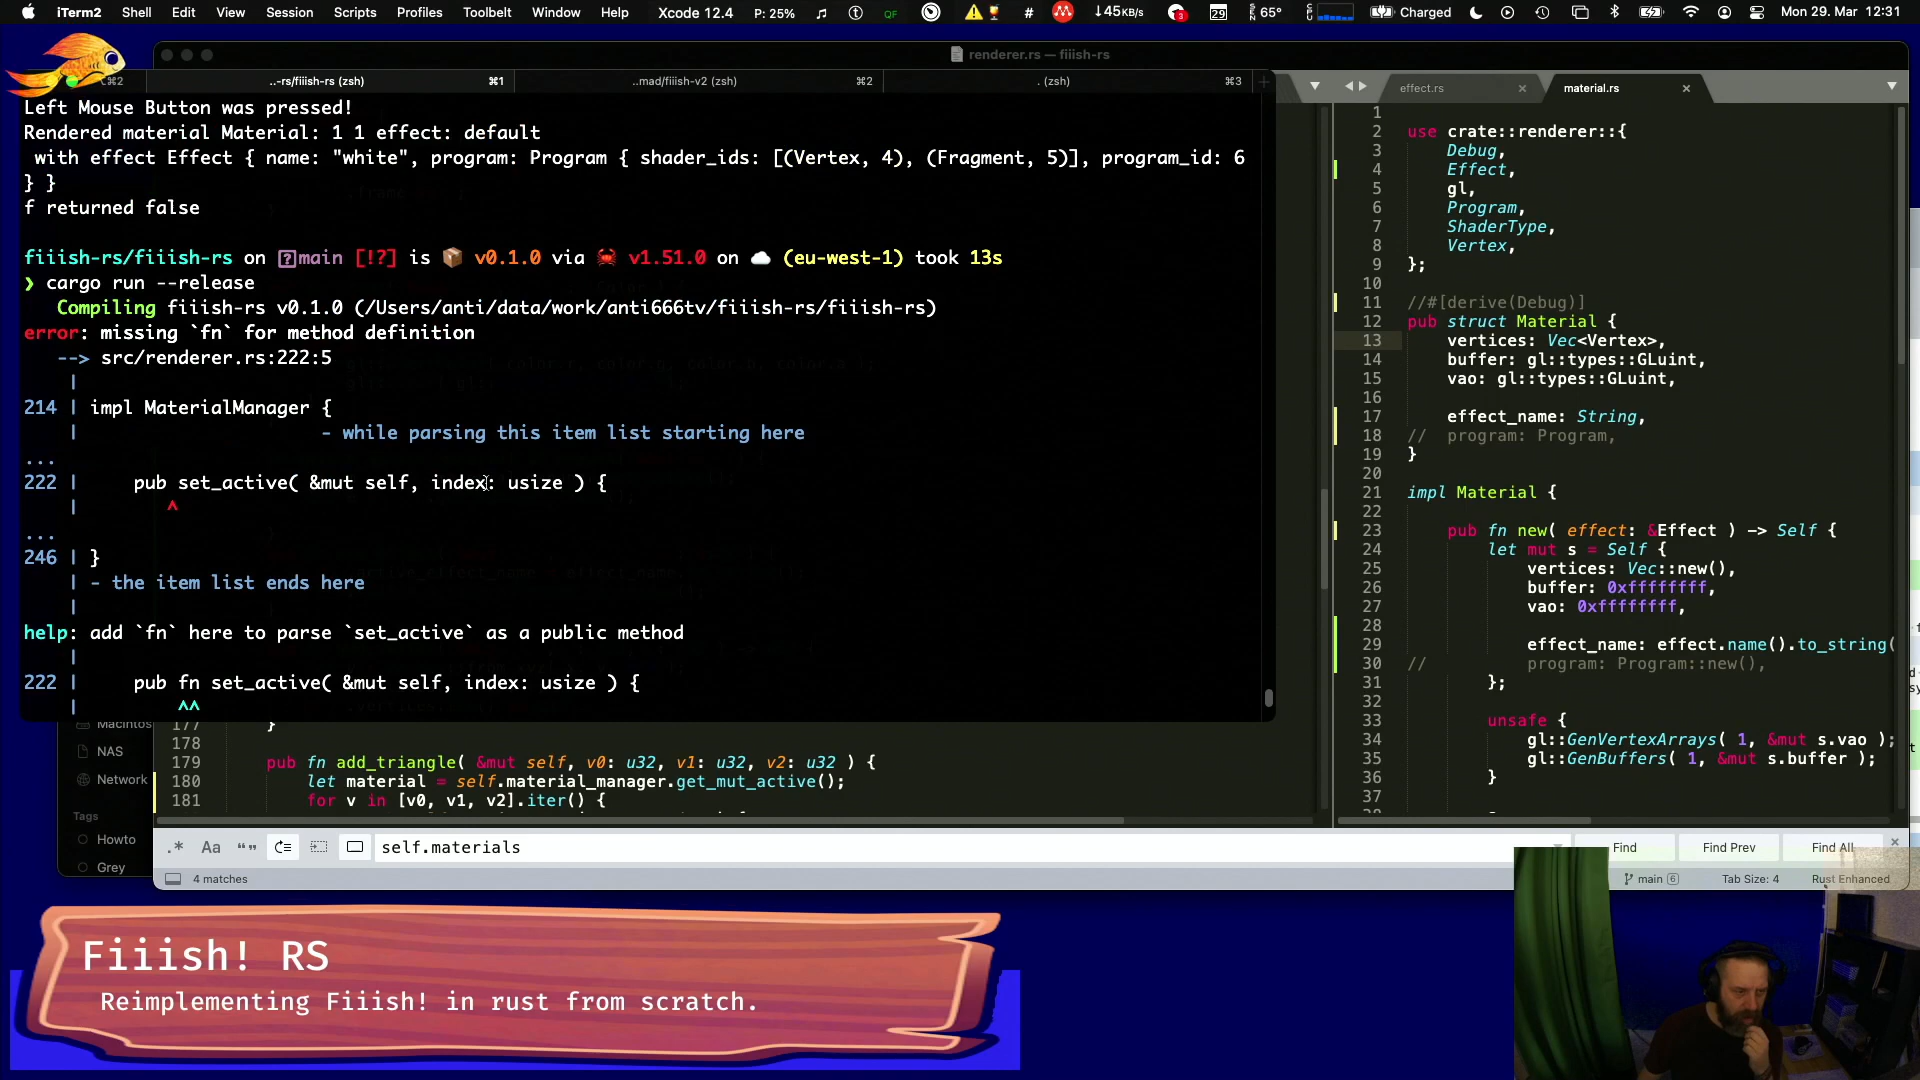 iTerm2 Shell Edit View Session Scripts Profiles Toolbelt Window Help Xcode 12.4 P: 25% QF # ↓45KB/s 3 29 65° Charged Mon 29. Mar 12:31
renderer.rs — fiiish-rs
⌘2 ..-rs/fiiish-rs (zsh) ⌘1 ..mad/fiiish-v2 (zsh) ⌘2 . (zsh) ⌘3
effect.rs material.rs
Left Mouse Button was pressed!
Rendered material Material: 1 1 effect: default
 with effect Effect { name: "white", program: Program { shader_ids: [(Vertex, 4), (Fragment, 5)], program_id: 6
} }
f returned false
fiiish-rs/fiiish-rs on main [!?] is 📦 v0.1.0 via 🦀 v1.51.0 on ☁️ (eu-west-1) took 13s
❯ cargo run --release
   Compiling fiiish-rs v0.1.0 (/Users/anti/data/work/anti666tv/fiiish-rs/fiiish-rs)
error: missing `fn` for method definition
   --> src/renderer.rs:222:5
    |
214 | impl MaterialManager {
    |                      - while parsing this item list starting here
...
222 |     pub set_active( &mut self, index: usize ) {
    |        ^
...
246 | }
    | - the item list ends here
    |
help: add `fn` here to parse `set_active` as a public method
    |
222 |     pub fn set_active( &mut self, index: usize ) {
    |         ^^
1
2 use crate::renderer::{
3     Debug,
4     Effect,
5     gl,
6     Program,
7     ShaderType,
8     Vertex,
9 };
10
11 //#[derive(Debug)]
12 pub struct Material {
13     vertices: Vec<Vertex>,
14     buffer: gl::types::GLuint,
15     vao: gl::types::GLuint,
16
17     effect_name: String,
18 //  program: Program,
19 }
20
21 impl Material {
22
23     pub fn new( effect: &Effect ) -> Self {
24         let mut s = Self {
25             vertices: Vec::new(),
26             buffer: 0xffffffff,
27             vao: 0xffffffff,
28
29             effect_name: effect.name().to_string(
30 //          program: Program::new(),
31         };
32
33         unsafe {
34             gl::GenVertexArrays( 1, &mut s.vao );
35             gl::GenBuffers( 1, &mut s.buffer );
36         }
37
Macintos
NAS
Network
Tags
Howto
Grey
177 }
178
179 pub fn add_triangle( &mut self, v0: u32, v1: u32, v2: u32 ) {
180     let material = self.material_manager.get_mut_active();
181     for v in [v0, v1, v2].iter() {
.* Aa self.materials Find Find Prev Find All
4 matches main 6 Tab Size: 4 Rust Enhanced
Fiiish! RS
Reimplementing Fiiish! in rust from scratch.